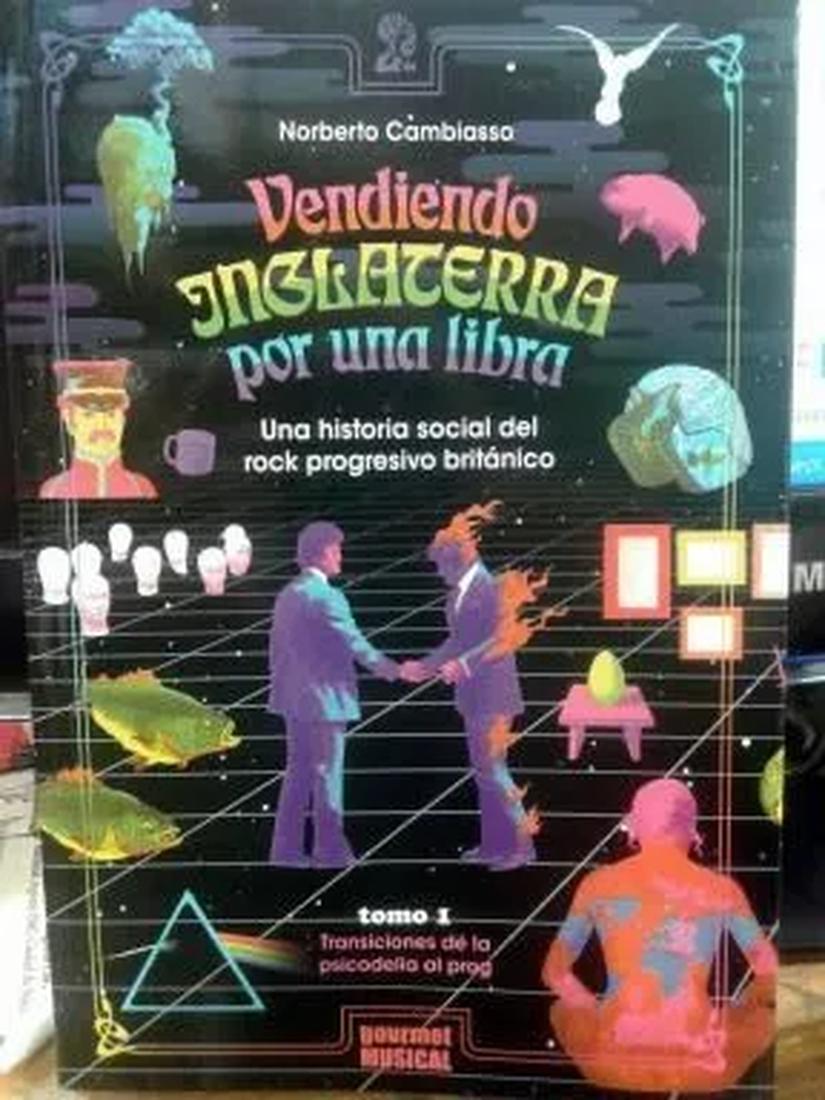 Norberto Cambiasso
Vendiendo
INGLATERRA
por una libra
Una historia social del
rock progresivo británico
tomo 1
Transiciones de la
psicodelia al prog
gourmet
MUSICAL
M